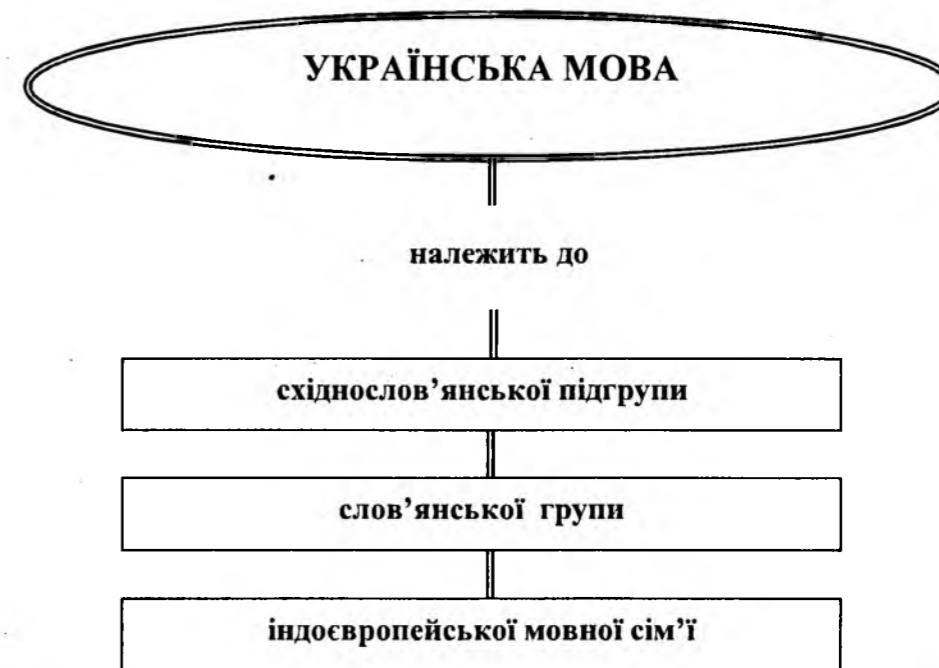 УКРАЇНСЬКА МОВА
належить до
східнослов’янської підгрупи
слов’янської групи
індоєвропейської мовної сім’ї